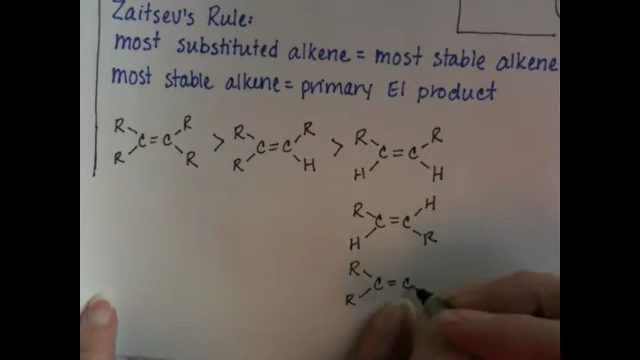 Zaitsev's Rule:
most substituted alkene = most stable alkene
most stable alkene = primary E1 product
R R R R R R
C=C > C=C > C=C
R R R H H H
R H
C=C
H R
R
C=C
R